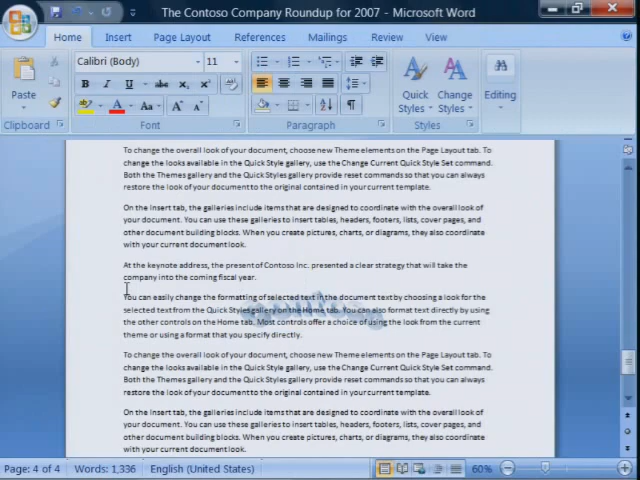 The Contoso Company Roundup for 2007 - Microsoft Word
Home Insert Page Layout References Mailings Review View
Calibri (Body) 11
Paste
B I U abc X₂ X²
A Aa A A
Quick Styles
Change Styles
Editing
Clipboard Font Paragraph Styles
To change the overall look of your document, choose new Theme elements on the Page Layout tab. To
change the looks available in the Quick Style gallery, use the Change Current Quick Style Set command.
Both the Themes gallery and the Quick Styles gallery provide reset commands so that you can always
restore the look of your document to the original contained in your current template.
On the Insert tab, the galleries include items that are designed to coordinate with the overall look of
your document. You can use these galleries to insert tables, headers, footers, lists, cover pages, and
other document building blocks. When you create pictures, charts, or diagrams, they also coordinate
with your current document look.
At the keynote address, the present of Contoso Inc. presented a clear strategy that will take the
company into the coming fiscal year.
You can easily change the formatting of selected text in the document text by choosing a look for the
selected text from the Quick Styles gallery on the Home tab. You can also format text directly by using
the other controls on the Home tab. Most controls offer a choice of using the look from the current
theme or using a format that you specify directly.
Contoso
To change the overall look of your document, choose new Theme elements on the Page Layout tab. To
change the looks available in the Quick Style gallery, use the Change Current Quick Style Set command.
Both the Themes gallery and the Quick Styles gallery provide reset commands so that you can always
restore the look of your document to the original contained in your current template.
On the Insert tab, the galleries include items that are designed to coordinate with the overall look of
your document. You can use these galleries to insert tables, headers, footers, lists, cover pages, and
other document building blocks. When you create pictures, charts, or diagrams, they also coordinate
with your current document look.
Page: 4 of 4 Words: 1,336 English (United States) 60%